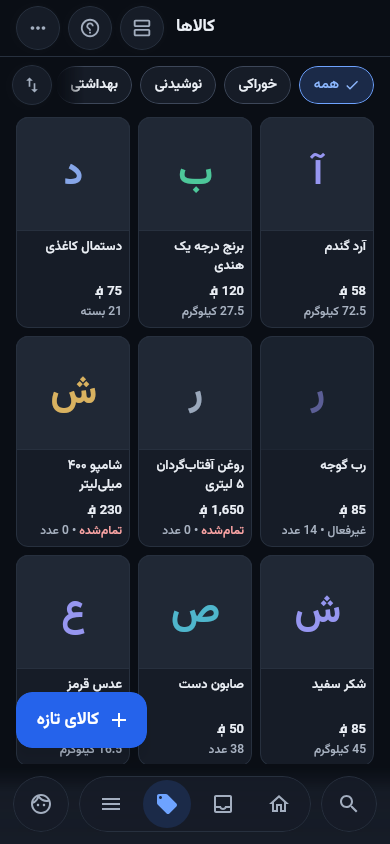 کالاها
همه
خوراکی
نوشیدنی
بهداشتی
آ
ب
د
آرد گندم
58 ؋
72.5 کیلوگرم
برنج درجه یک
هندی
120 ؋
27.5 کیلوگرم
دستمال کاغذی
75 ؋
21 بسته
ر
ر
ش
رب گوجه
85 ؋
غیرفعال • 14 عدد
روغن آفتاب‌گردان
۵ لیتری
1,650 ؋
تمام‌شده • 0 عدد
شامپو ۴۰۰
میلی‌لیتر
230 ؋
تمام‌شده • 0 عدد
ش
ص
ع
شکر سفید
85 ؋
45 کیلوگرم
صابون دست
50 ؋
38 عدد
عدس قرمز
16.5 کیلوگرم
کالای تازه